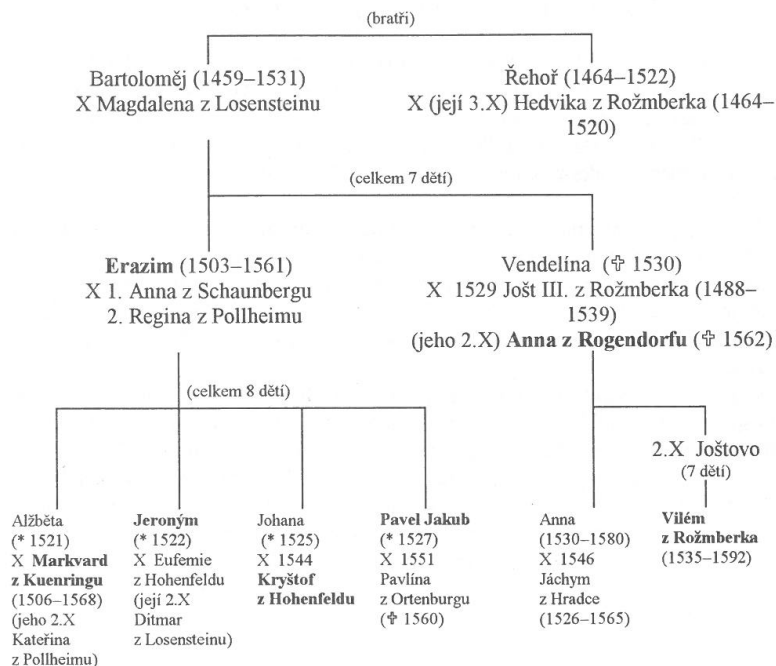 (bratři)
Bartoloměj (1459–1531)
X Magdalena z Losensteinu
Řehoř (1464–1522)
X (její 3.X) Hedvika z Rožmberka (1464–
1520)
(celkem 7 dětí)
Erazim (1503–1561)
X 1. Anna z Schaunbergu
2. Regina z Pollheimu
Vendelína (✞ 1530)
X 1529 Jošt III. z Rožmberka (1488–
1539)
(jeho 2.X) Anna z Rogendorfu (✞ 1562)
(celkem 8 dětí)
2.X Joštovo
(7 dětí)
Alžběta
(* 1521)
X Markvard
z Kuenringu
(1506–1568)
(jeho 2.X
Kateřina
z Pollheimu)
Jeroným
(* 1522)
X Eufemie
z Hohenfeldu
(její 2.X
Ditmar
z Losensteinu)
Johana
(* 1525)
X 1544
Kryštof
z Hohenfeldu
Pavel Jakub
(* 1527)
X 1551
Pavlína
z Ortenburgu
(✞ 1560)
Anna
(1530–1580)
X 1546
Jáchym
z Hradce
(1526–1565)
Vilém
z Rožmberka
(1535–1592)